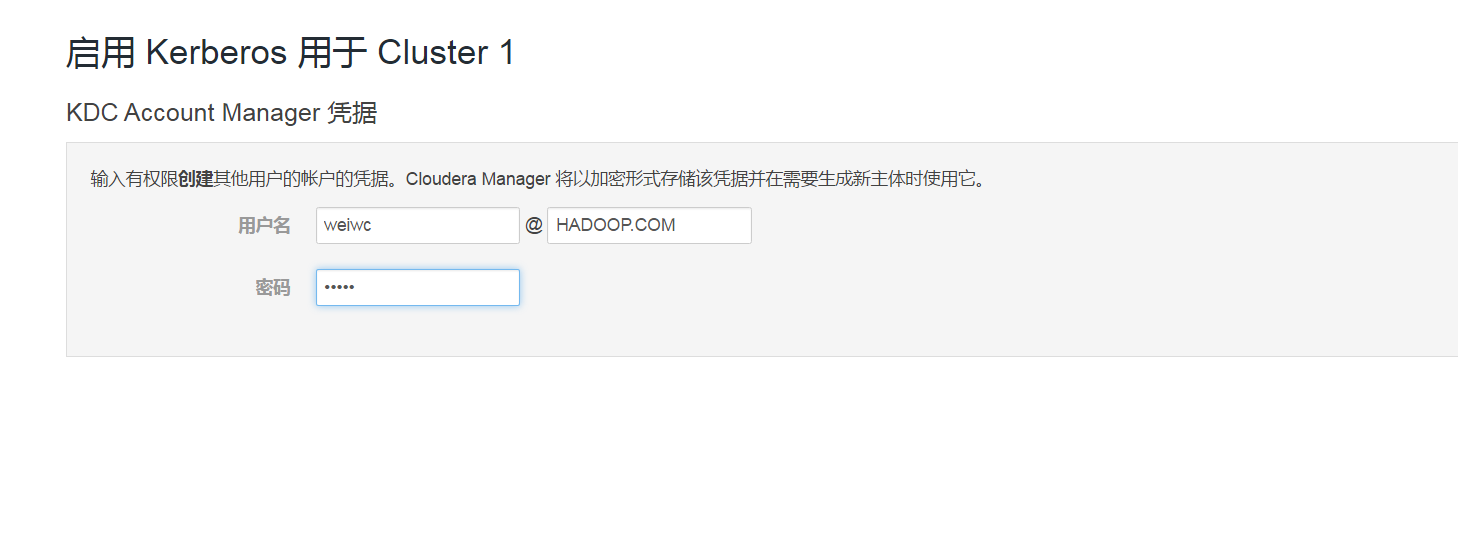 启用 Kerberos 用于 Cluster 1
KDC Account Manager 凭据
输入有权限创建其他用户的帐户的凭据。Cloudera Manager 将以加密形式存储该凭据并在需要生成新主体时使用它。
用户名 weiwc @ HADOOP.COM
密码 •••••